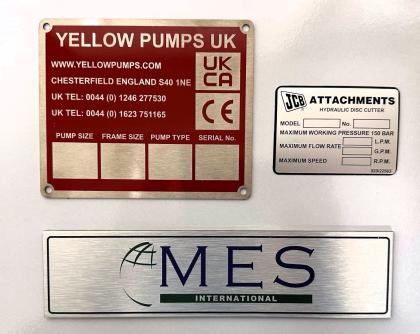 YELLOW PUMPS UK
WWW.YELLOWPUMPS.COM
CHESTERFIELD ENGLAND S40 1NE
UK TEL: 0044 (0) 1246 277530
UK TEL: 0044 (0) 1623 751165
UK
CA
CE
PUMP SIZE FRAME SIZE PUMP TYPE SERIAL No.
JCB ATTACHMENTS
HYDRAULIC DISC CUTTER
MODEL No.
MAXIMUM WORKING PRESSURE 150 BAR
MAXIMUM FLOW RATE L.P.M.
G.P.M.
MAXIMUM SPEED R.P.M.
MES
INTERNATIONAL